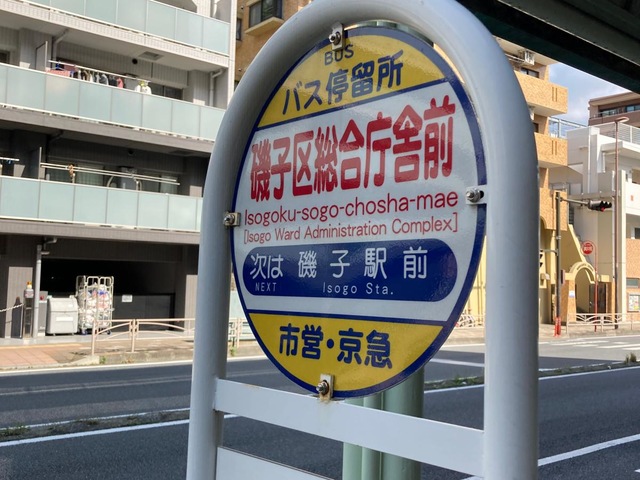 BUS
バス停留所
磯子区総合庁舎前
Isogoku-sogo-chosha-mae
[Isogo Ward Administration Complex]
次は 磯子駅前
NEXT Isogo Sta.
市営・京急